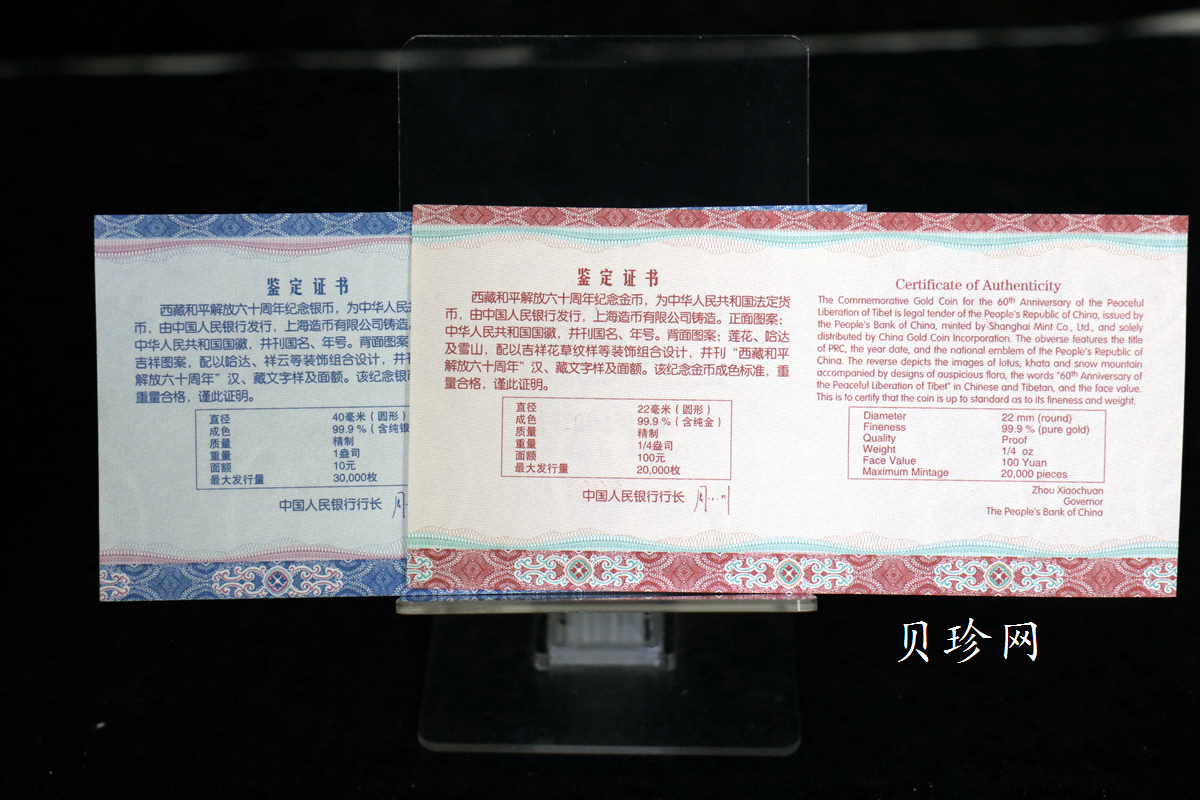 鉴定证书
西藏和平解放六十周年纪念银币，为中华人民共
币，由中国人民银行发行，上海造币有限公司铸造。
中华人民共和国国徽，并刊国名、年号。背面图案
吉祥图案，配以哈达、祥云等装饰组合设计，并刊
解放六十周年”汉、藏文字样及面额。该纪念银
重量合格，谨此证明。
直径 40毫米（圆形）
成色 99.9％（含纯银
质量 精制
重量 1盎司
面额 10元
最大发行量 30,000枚
中国人民银行行长
鉴定证书
西藏和平解放六十周年纪念金币，为中华人民共和国法定货
币，由中国人民银行发行，上海造币有限公司铸造。正面图案：
中华人民共和国国徽，并刊国名、年号。背面图案：莲花、哈达
及雪山，配以吉祥花草纹样等装饰组合设计，并刊“西藏和平
解放六十周年”汉、藏文字样及面额。该纪念金币成色标准，重
量合格，谨此证明。
直径 22毫米（圆形）
成色 99.9％（含纯金）
质量 精制
重量 1/4盎司
面额 100元
最大发行量 20,000枚
中国人民银行行长
Certificate of Authenticity
The Commemorative Gold Coin for the 60th Anniversary of the Peaceful
Liberation of Tibet is legal tender of the People's Republic of China, issued by
the People's Bank of China, minted by Shanghai Mint Co., Ltd., and solely
distributed by China Gold Coin Incorporation. The obverse features the title
of PRC, the year date, and the national emblem of the People's Republic of
China. The reverse depicts the images of lotus, khata and snow mountain
accompanied by designs of auspicious flora, the words "60th Anniversary of
the Peaceful Liberation of Tibet" in Chinese and Tibetan, and the face value.
This is to certify that the coin is up to standard as to its fineness and weight.
Diameter 22 mm (round)
Fineness 99.9 % (pure gold)
Quality Proof
Weight 1/4 oz
Face Value 100 Yuan
Maximum Mintage 20,000 pieces
Zhou Xiaochuan
Governor
The People's Bank of China
贝珍网